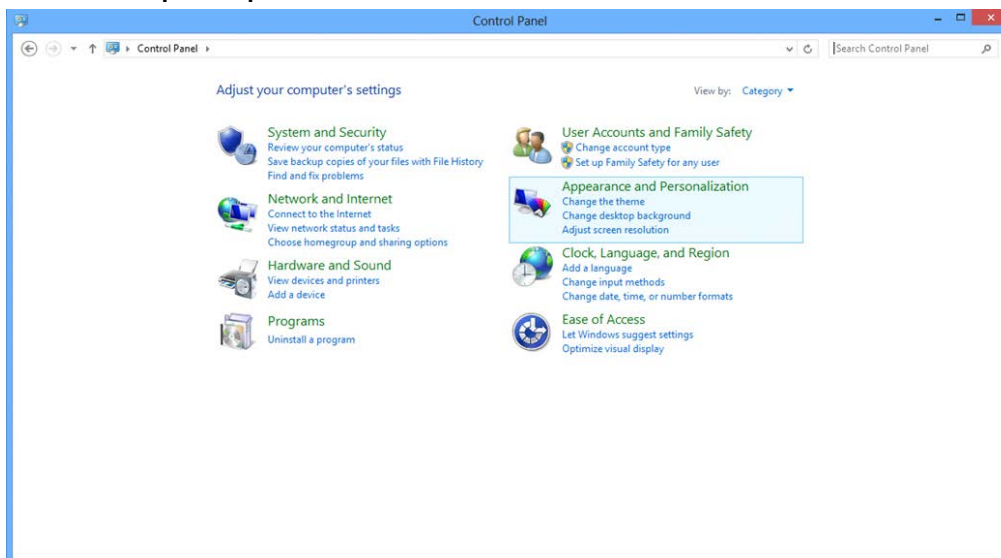 Control Panel
Control Panel
Search Control Panel
Adjust your computer's settings
View by: Category
System and Security
Review your computer's status
Save backup copies of your files with File History
Find and fix problems
Network and Internet
Connect to the Internet
View network status and tasks
Choose homegroup and sharing options
Hardware and Sound
View devices and printers
Add a device
Programs
Uninstall a program
User Accounts and Family Safety
Change account type
Set up Family Safety for any user
Appearance and Personalization
Change the theme
Change desktop background
Adjust screen resolution
Clock, Language, and Region
Add a language
Change input methods
Change date, time, or number formats
Ease of Access
Let Windows suggest settings
Optimize visual display